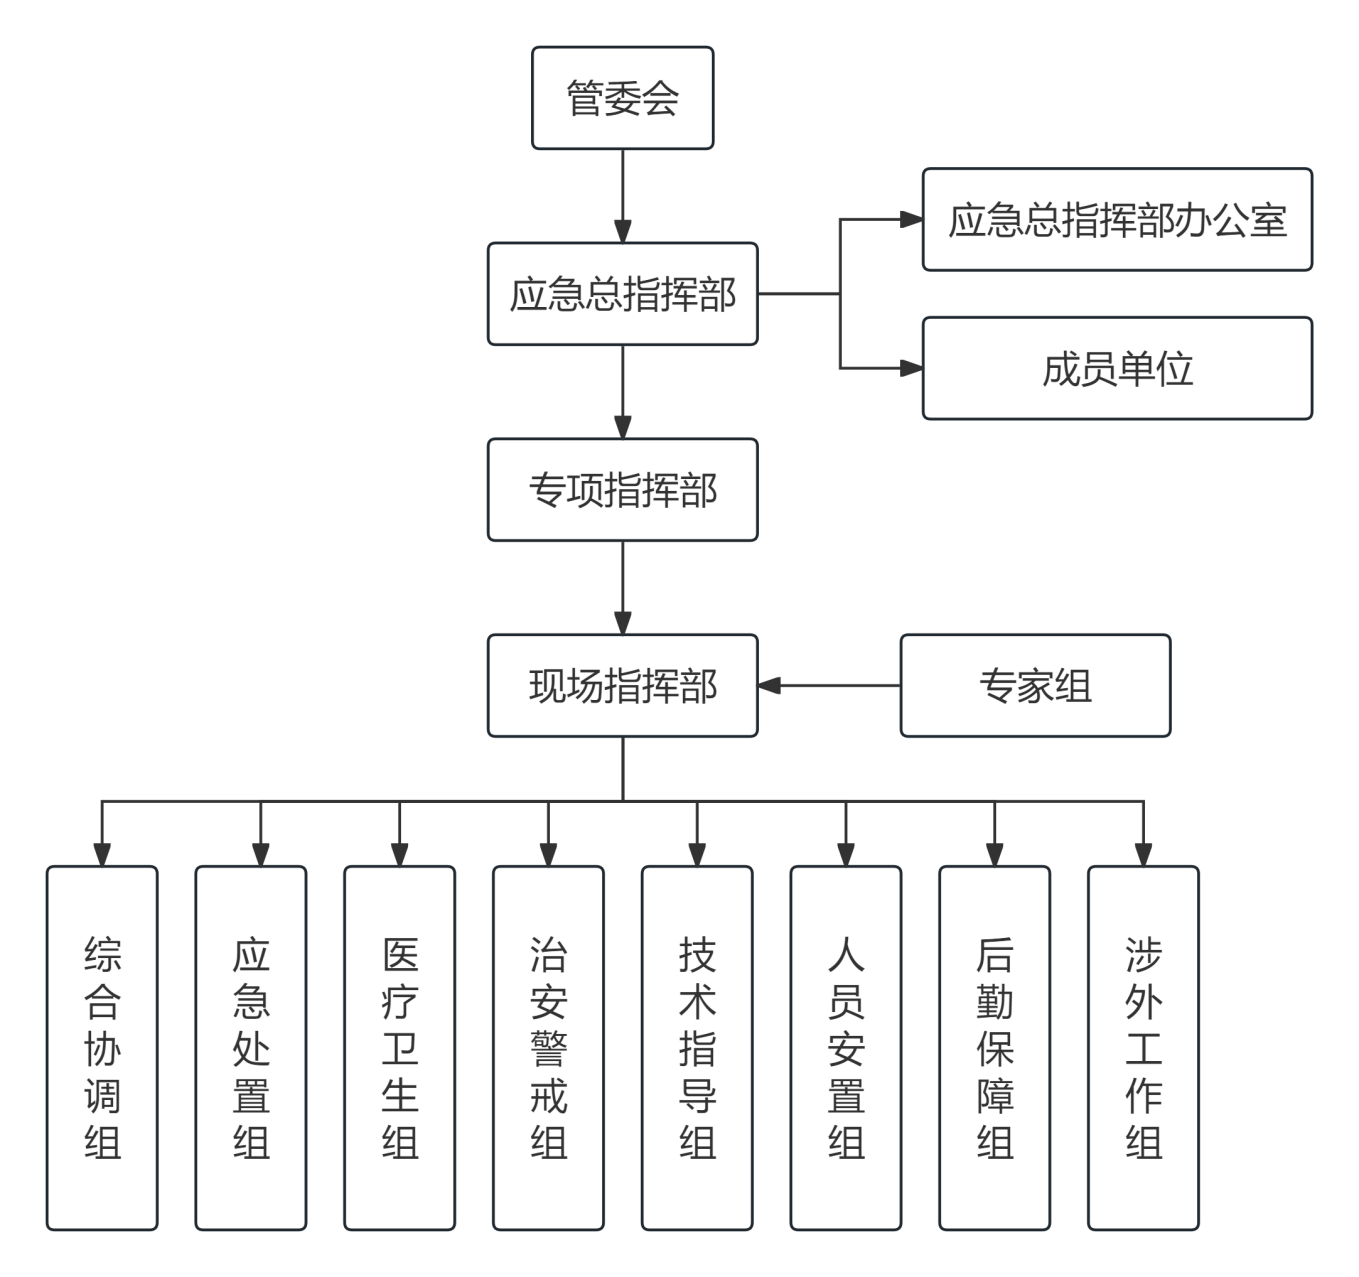 管委会
应急总指挥部办公室
应急总指挥部
成员单位
专项指挥部
现场指挥部
专家组
综合协调组
应急处置组
医疗卫生组
治安警戒组
技术指导组
人员安置组
后勤保障组
涉外工作组